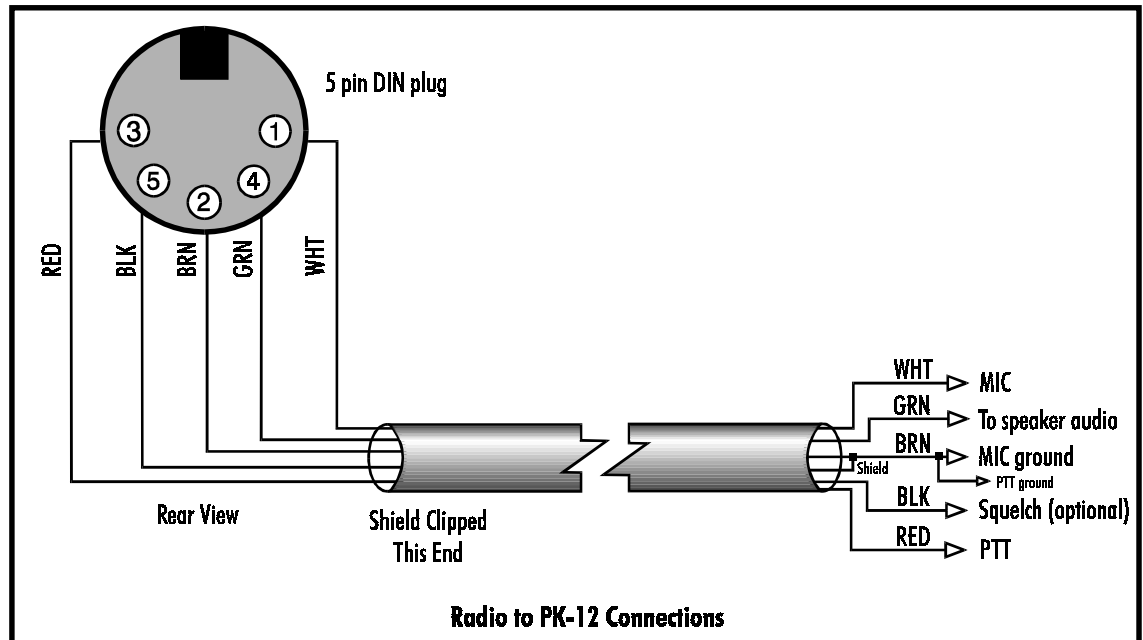 5 pin DIN plug
3
1
5
4
2
RED
BLK
BRN
GRN
WHT
WHT
MIC
GRN
To speaker audio
BRN
MIC ground
Shield
PTT ground
BLK
Squelch (optional)
RED
PTT
Rear View
Shield Clipped
This End
Radio to PK-12 Connections